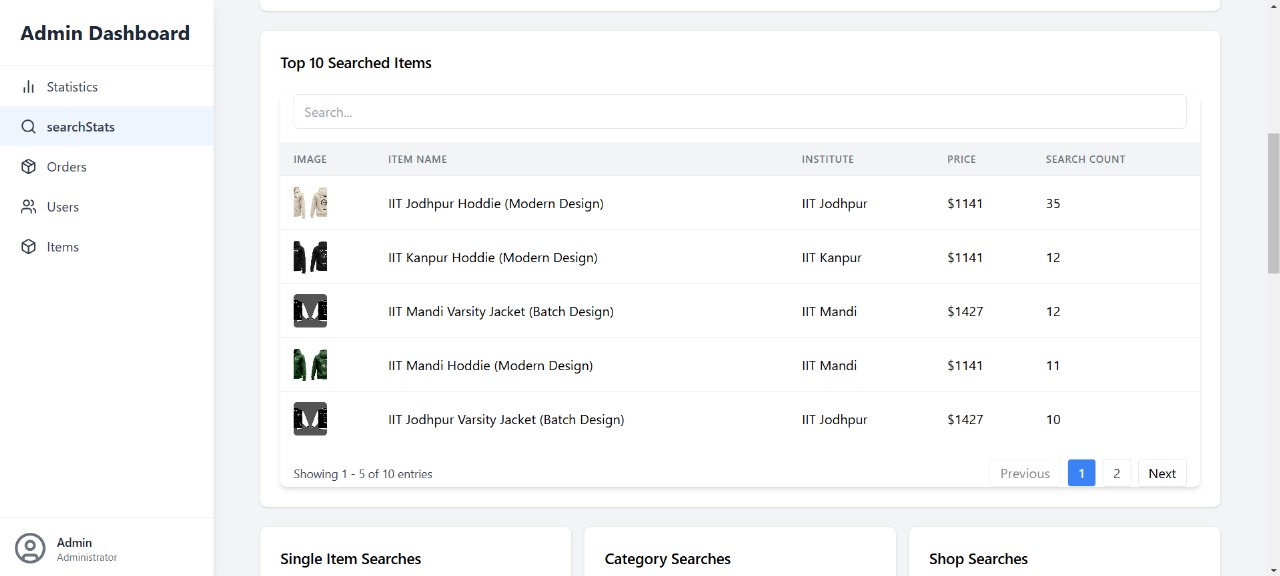 Admin Dashboard
Statistics
searchStats
Orders
Users
Items
Admin
Administrator
Top 10 Searched Items
Search...
IMAGE ITEM NAME INSTITUTE PRICE SEARCH COUNT
IIT Jodhpur Hoddie (Modern Design) IIT Jodhpur $1141 35
IIT Kanpur Hoddie (Modern Design) IIT Kanpur $1141 12
IIT Mandi Varsity Jacket (Batch Design) IIT Mandi $1427 12
IIT Mandi Hoddie (Modern Design) IIT Mandi $1141 11
IIT Jodhpur Varsity Jacket (Batch Design) IIT Jodhpur $1427 10
Showing 1 - 5 of 10 entries Previous 1 2 Next
Single Item Searches Category Searches Shop Searches